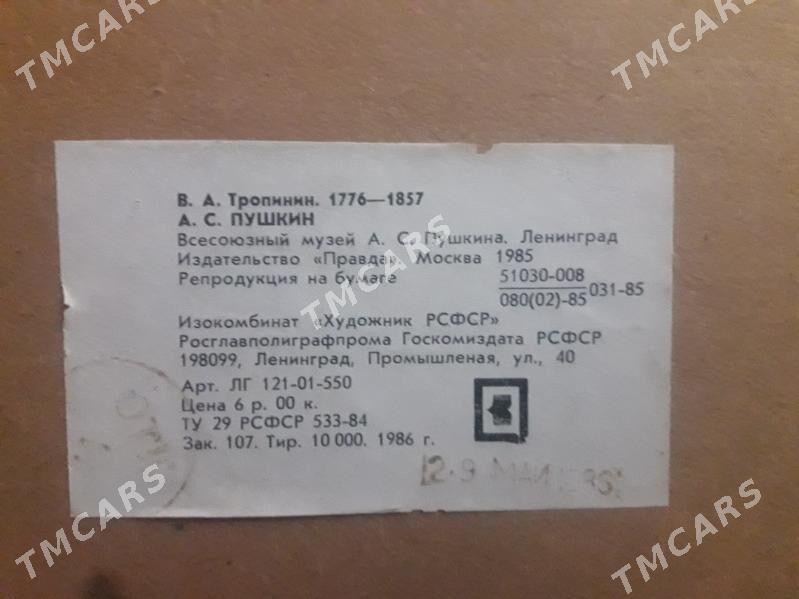 В. А. Тропинин. 1776—1857
А. С. ПУШКИН
Всесоюзный музей А. С. Пушкина. Ленинград
Издательство «Правда». Москва 1985
Репродукция на бумаге
51030-008
080(02)-85
031-85
Изокомбинат «Художник РСФСР»
Росглавполиграфпрома Госкомиздата РСФСР
198099, Ленинград, Промышленая, ул., 40
Арт. ЛГ 121-01-550
Цена 6 р. 00 к.
ТУ 29 РСФСР 533-84
Зак. 107. Тир. 10 000. 1986 г.
TMCARS
TMCARS
TMCARS
TMCARS
TMCARS
TMCARS